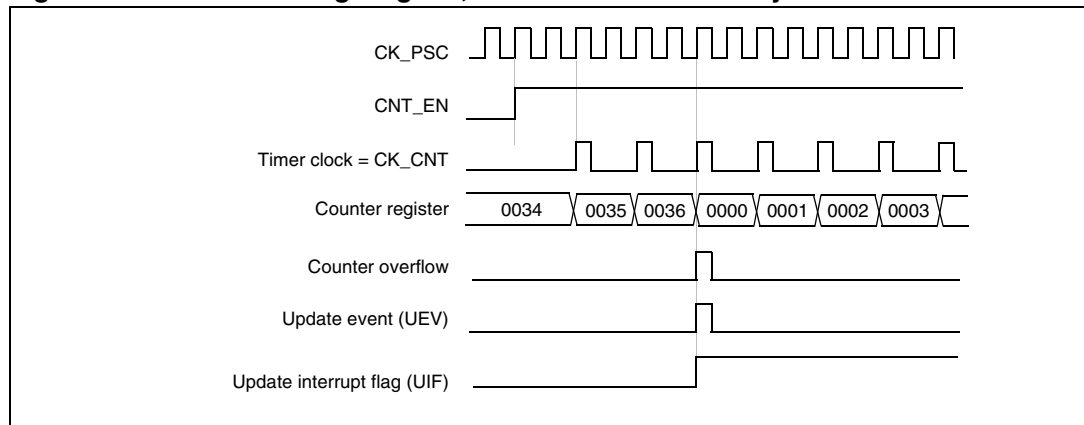 CK_PSC
CNT_EN
Timer clock = CK_CNT
Counter register 0034 0035 0036 0000 0001 0002 0003
Counter overflow
Update event (UEV)
Update interrupt flag (UIF)